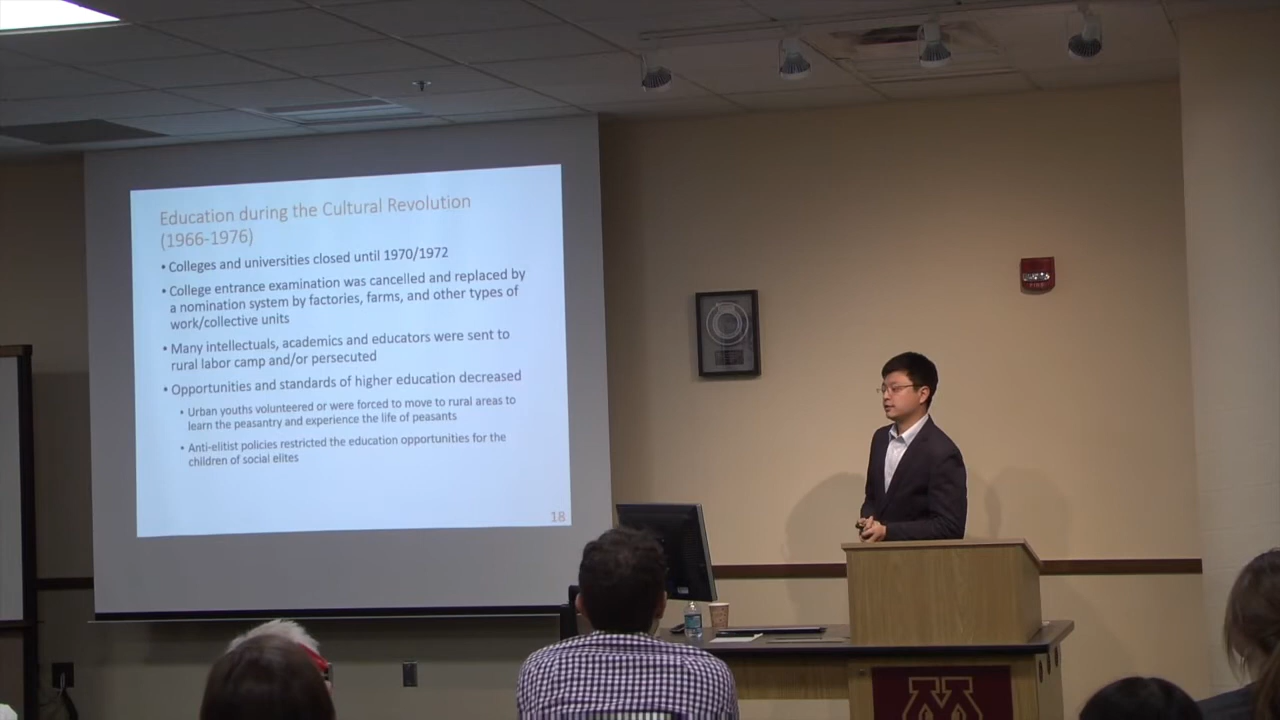 Education during the Cultural Revolution
(1966-1976)
• Colleges and universities closed until 1970/1972
• College entrance examination was cancelled and replaced by
a nomination system by factories, farms, and other types of
work/collective units
• Many intellectuals, academics and educators were sent to
rural labor camp and/or persecuted
• Opportunities and standards of higher education decreased
• Urban youths volunteered or were forced to move to rural areas to
learn the peasantry and experience the life of peasants
• Anti-elitist policies restricted the education opportunities for the
children of social elites
18
FIRE
M